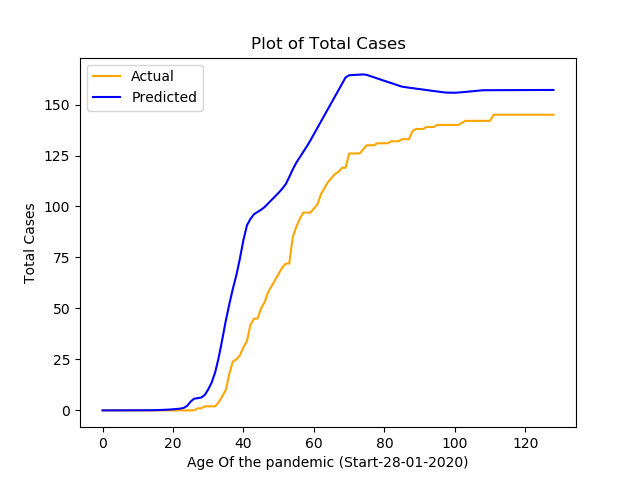 Plot of Total Cases
Actual
Predicted
Total Cases
150
125
100
75
50
25
0
0 20 40 60 80 100 120
Age Of the pandemic (Start-28-01-2020)